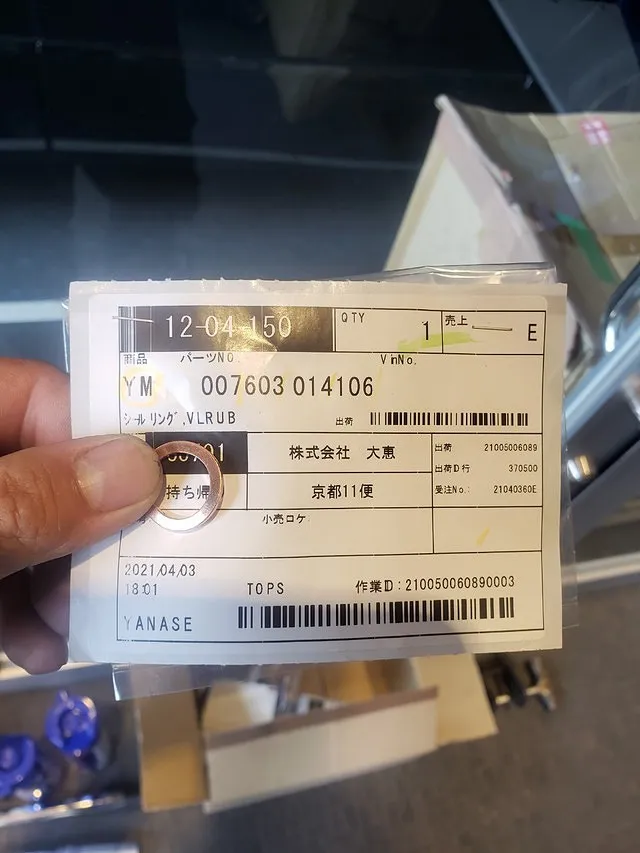 12-04-150 QTY 1 売上 E
商品 パーツNO. VinNo.
YM 007603 014106
シールリング,VLRUB 出荷
株式会社 大恵 出荷 21005006089
出荷ID行 370500
持ち帰 京都11便 受注No.: 21040360E
小売ロケ
2021/04/03
18:01 TOPS 作業ID:210050060890003
YANASE